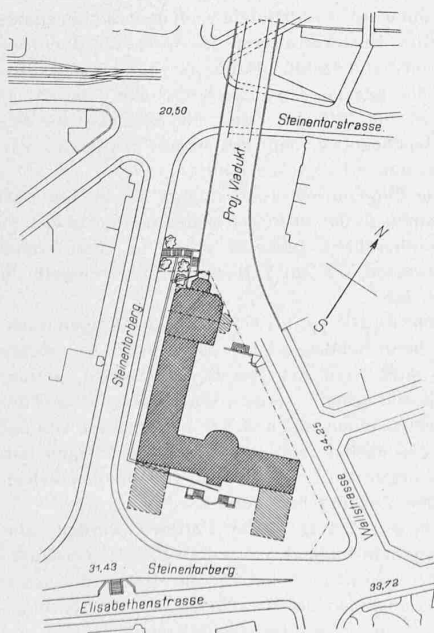 20,50
Steinentorstrasse.
Proj. Viadukt
N
S
Steinentorberg
34,25
Wallstrasse
31,43
Steinentorberg
33,72
Elisabethenstrasse.